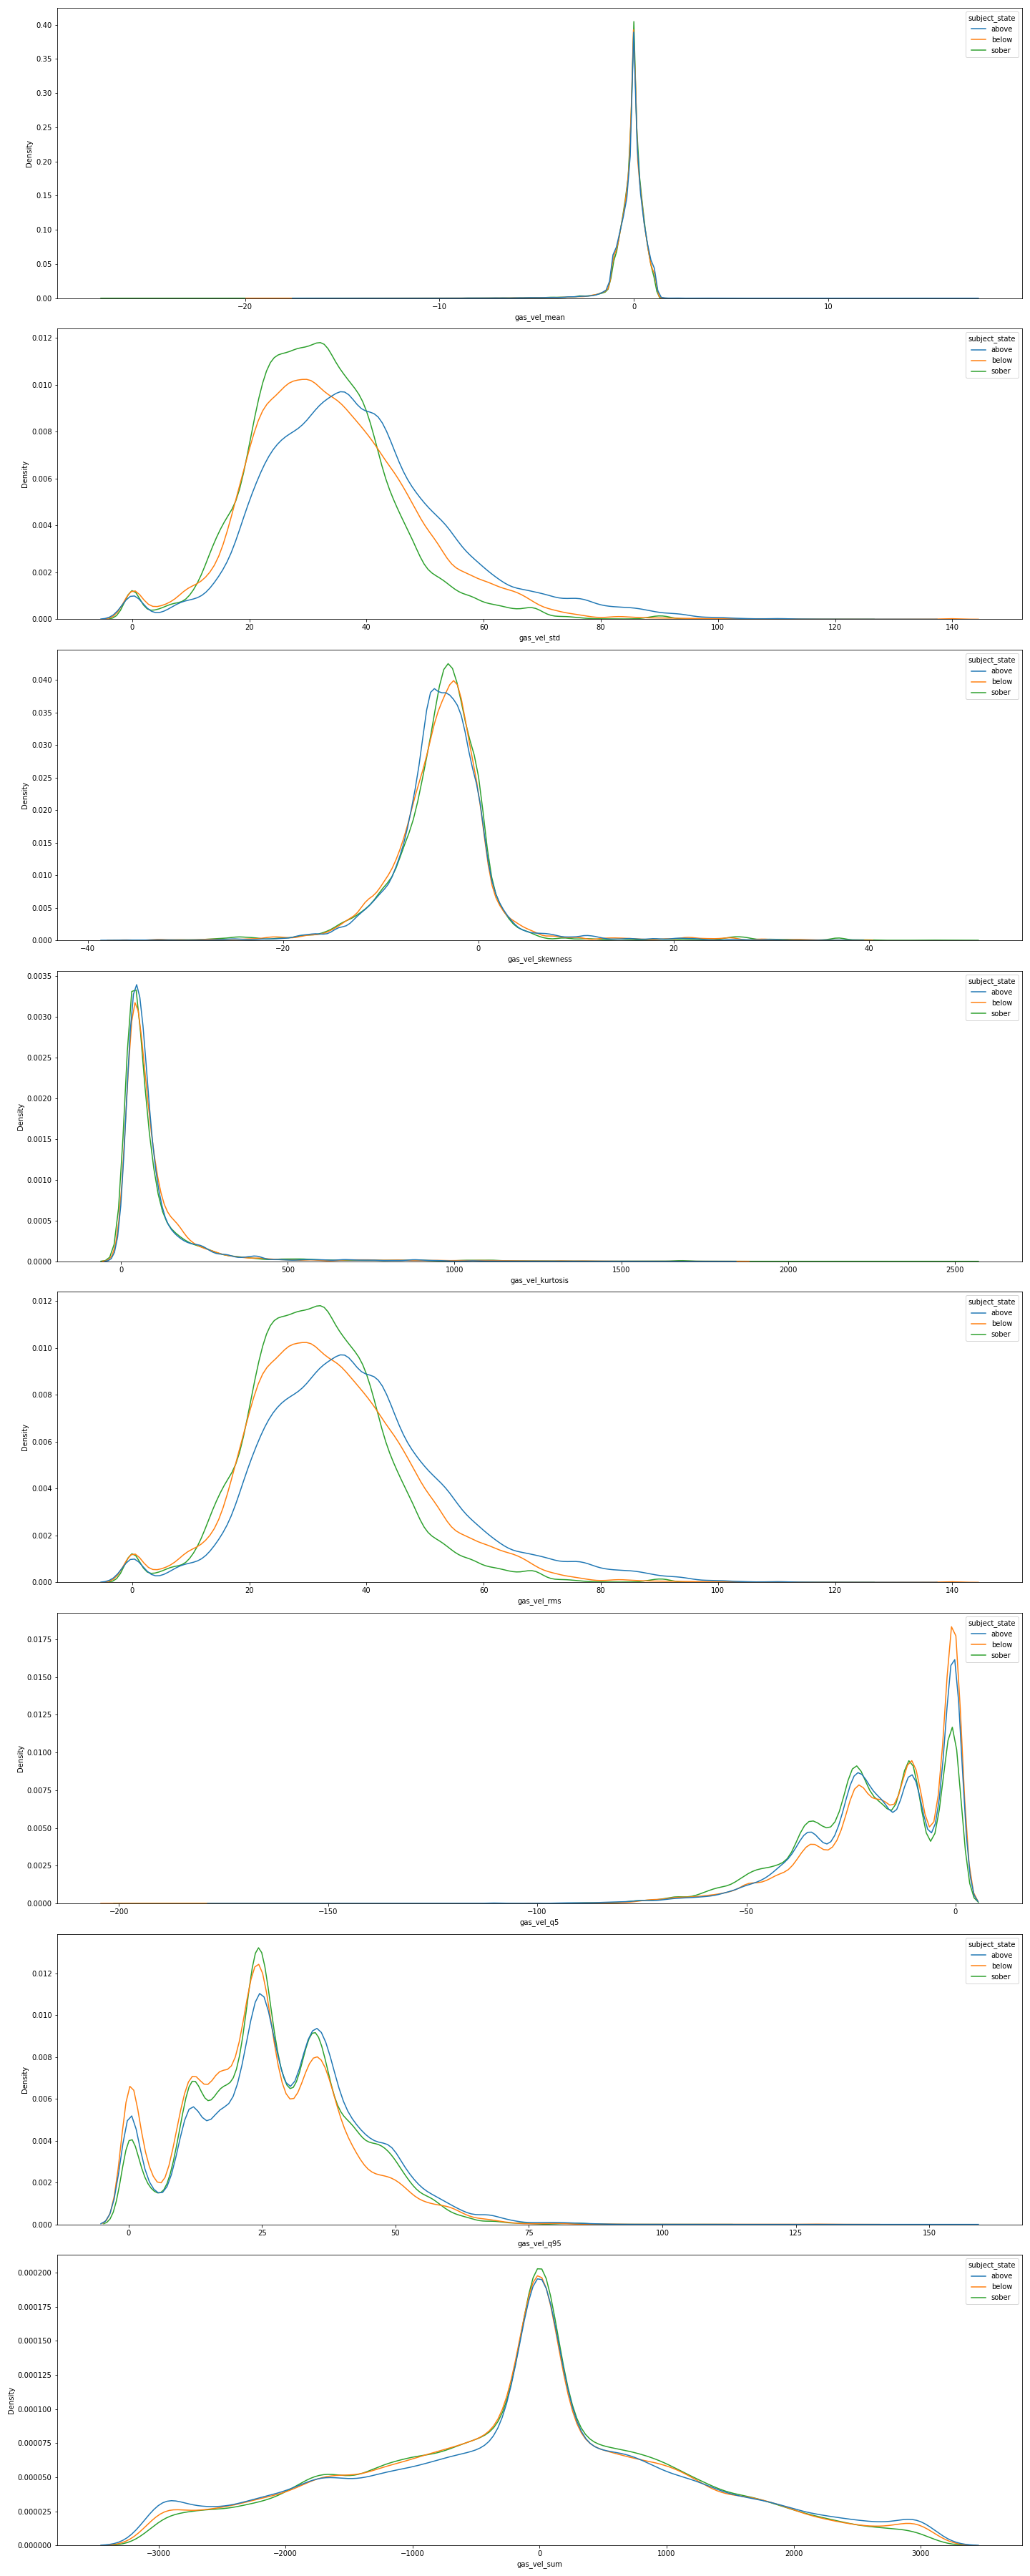 subject_state
above
below
sober
0.40
0.35
0.30
0.25
0.20
0.15
0.10
0.05
0.00
Density
−20 −10 0 10
gas_vel_mean
subject_state
above
below
sober
0.012
0.010
0.008
0.006
0.004
0.002
0.000
Density
0 20 40 60 80 100 120 140
gas_vel_std
subject_state
above
below
sober
0.040
0.035
0.030
0.025
0.020
0.015
0.010
0.005
0.000
Density
−40 −20 0 20 40
gas_vel_skewness
subject_state
above
below
sober
0.0035
0.0030
0.0025
0.0020
0.0015
0.0010
0.0005
0.0000
Density
0 500 1000 1500 2000 2500
gas_vel_kurtosis
subject_state
above
below
sober
0.012
0.010
0.008
0.006
0.004
0.002
0.000
Density
0 20 40 60 80 100 120 140
gas_vel_rms
subject_state
above
below
sober
0.0175
0.0150
0.0125
0.0100
0.0075
0.0050
0.0025
0.0000
Density
−200 −150 −100 −50 0
gas_vel_q5
subject_state
above
below
sober
0.012
0.010
0.008
0.006
0.004
0.002
0.000
Density
0 25 50 75 100 125 150
gas_vel_q95
subject_state
above
below
sober
0.000200
0.000175
0.000150
0.000125
0.000100
0.000075
0.000050
0.000025
0.000000
Density
−3000 −2000 −1000 0 1000 2000 3000
gas_vel_sum